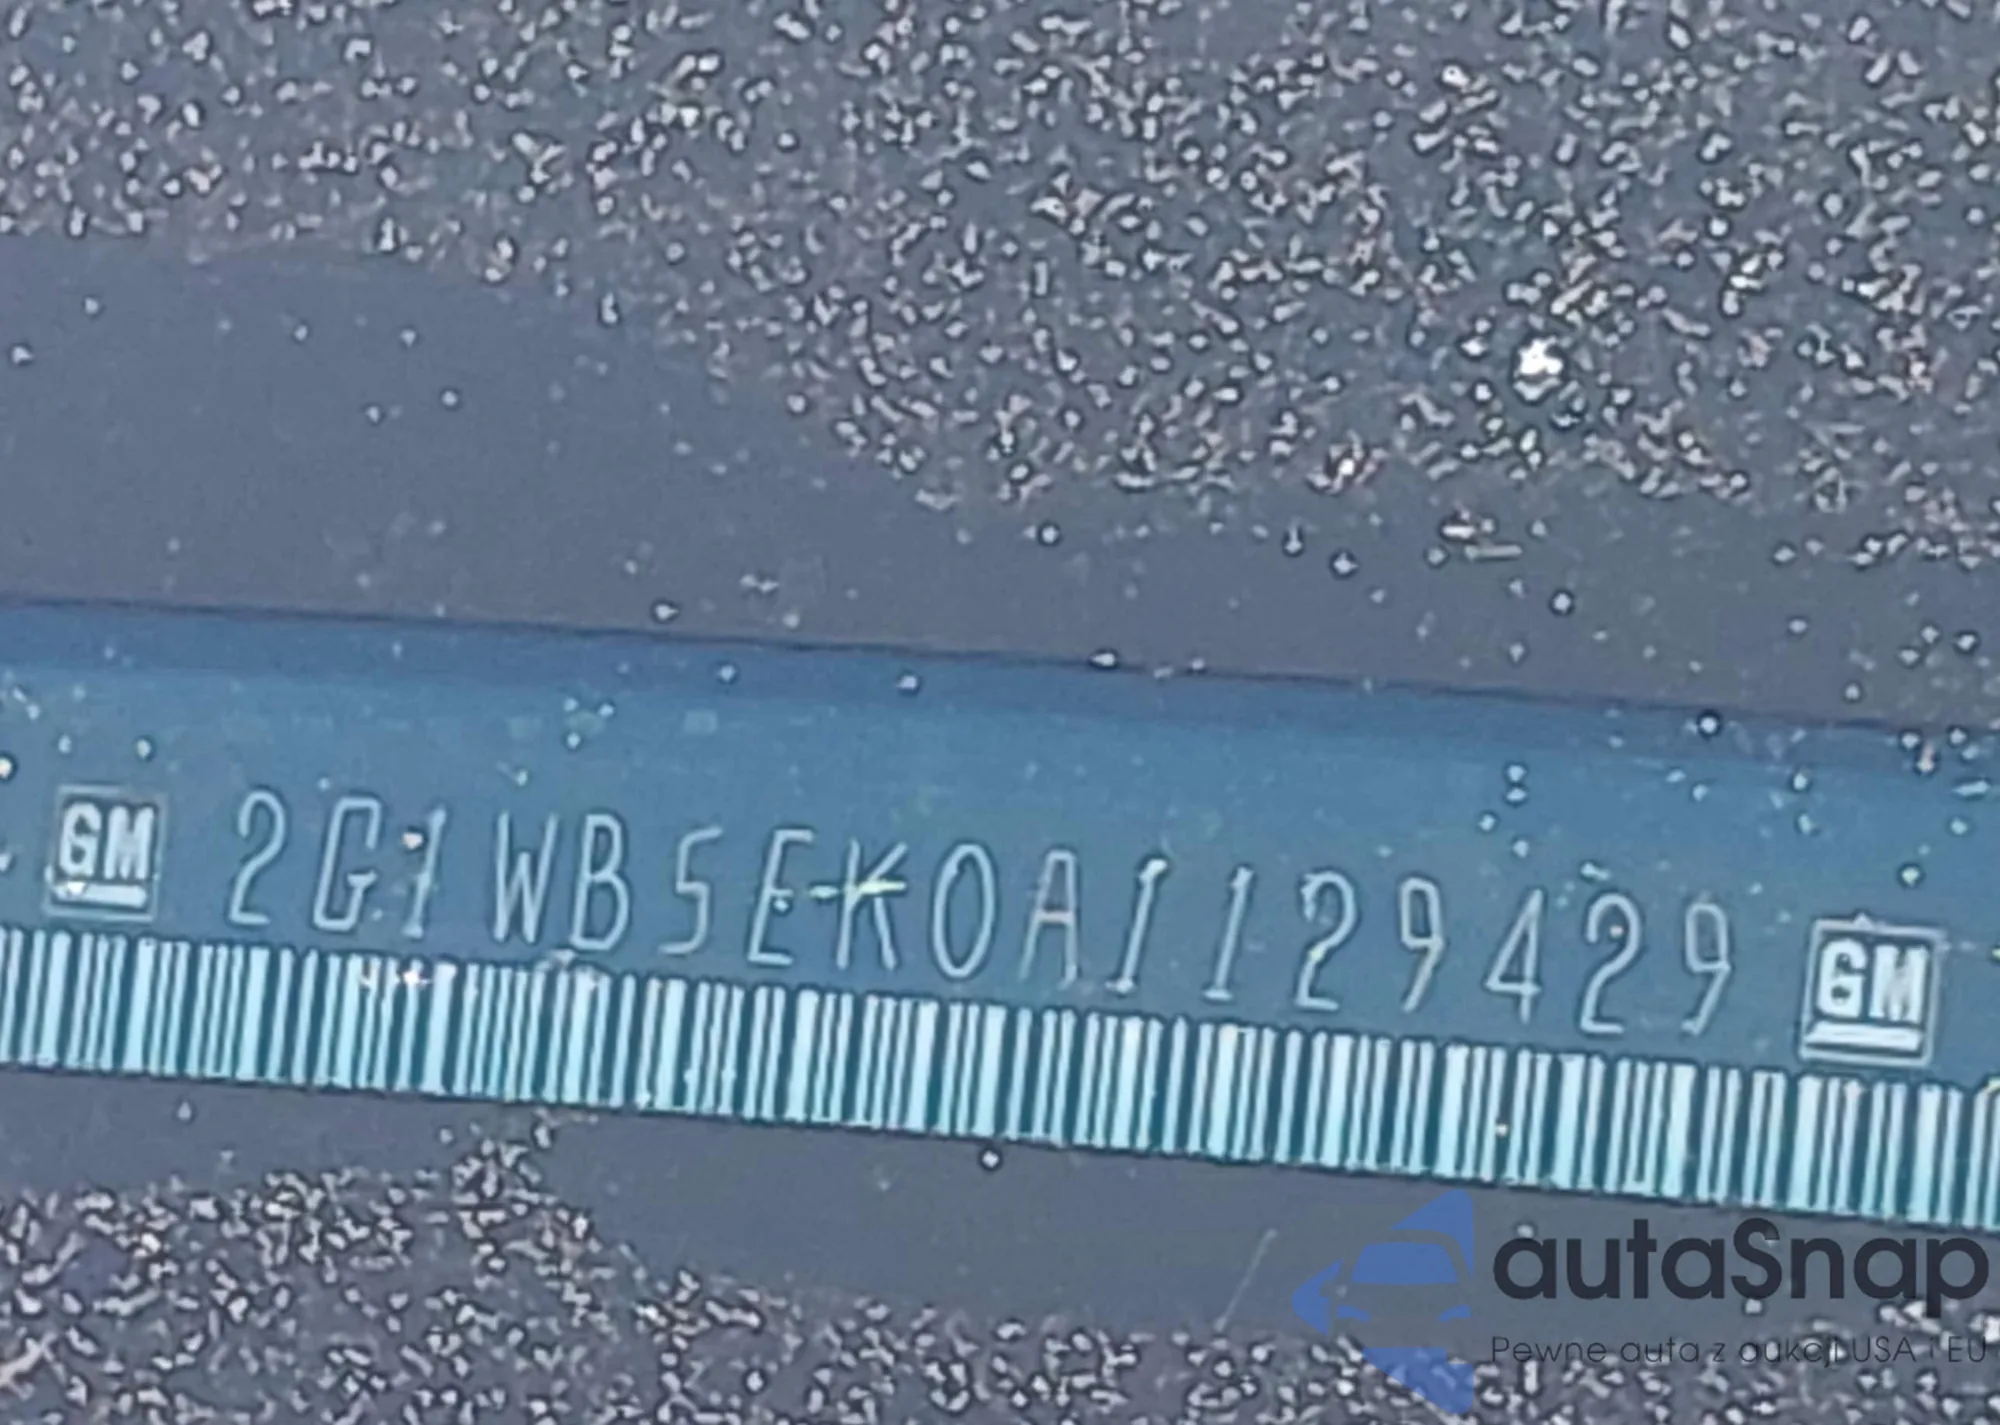 GM 2G1WB5EK0A1129429 GM
autaSnap
Pewne auta z aukcji USA i EU